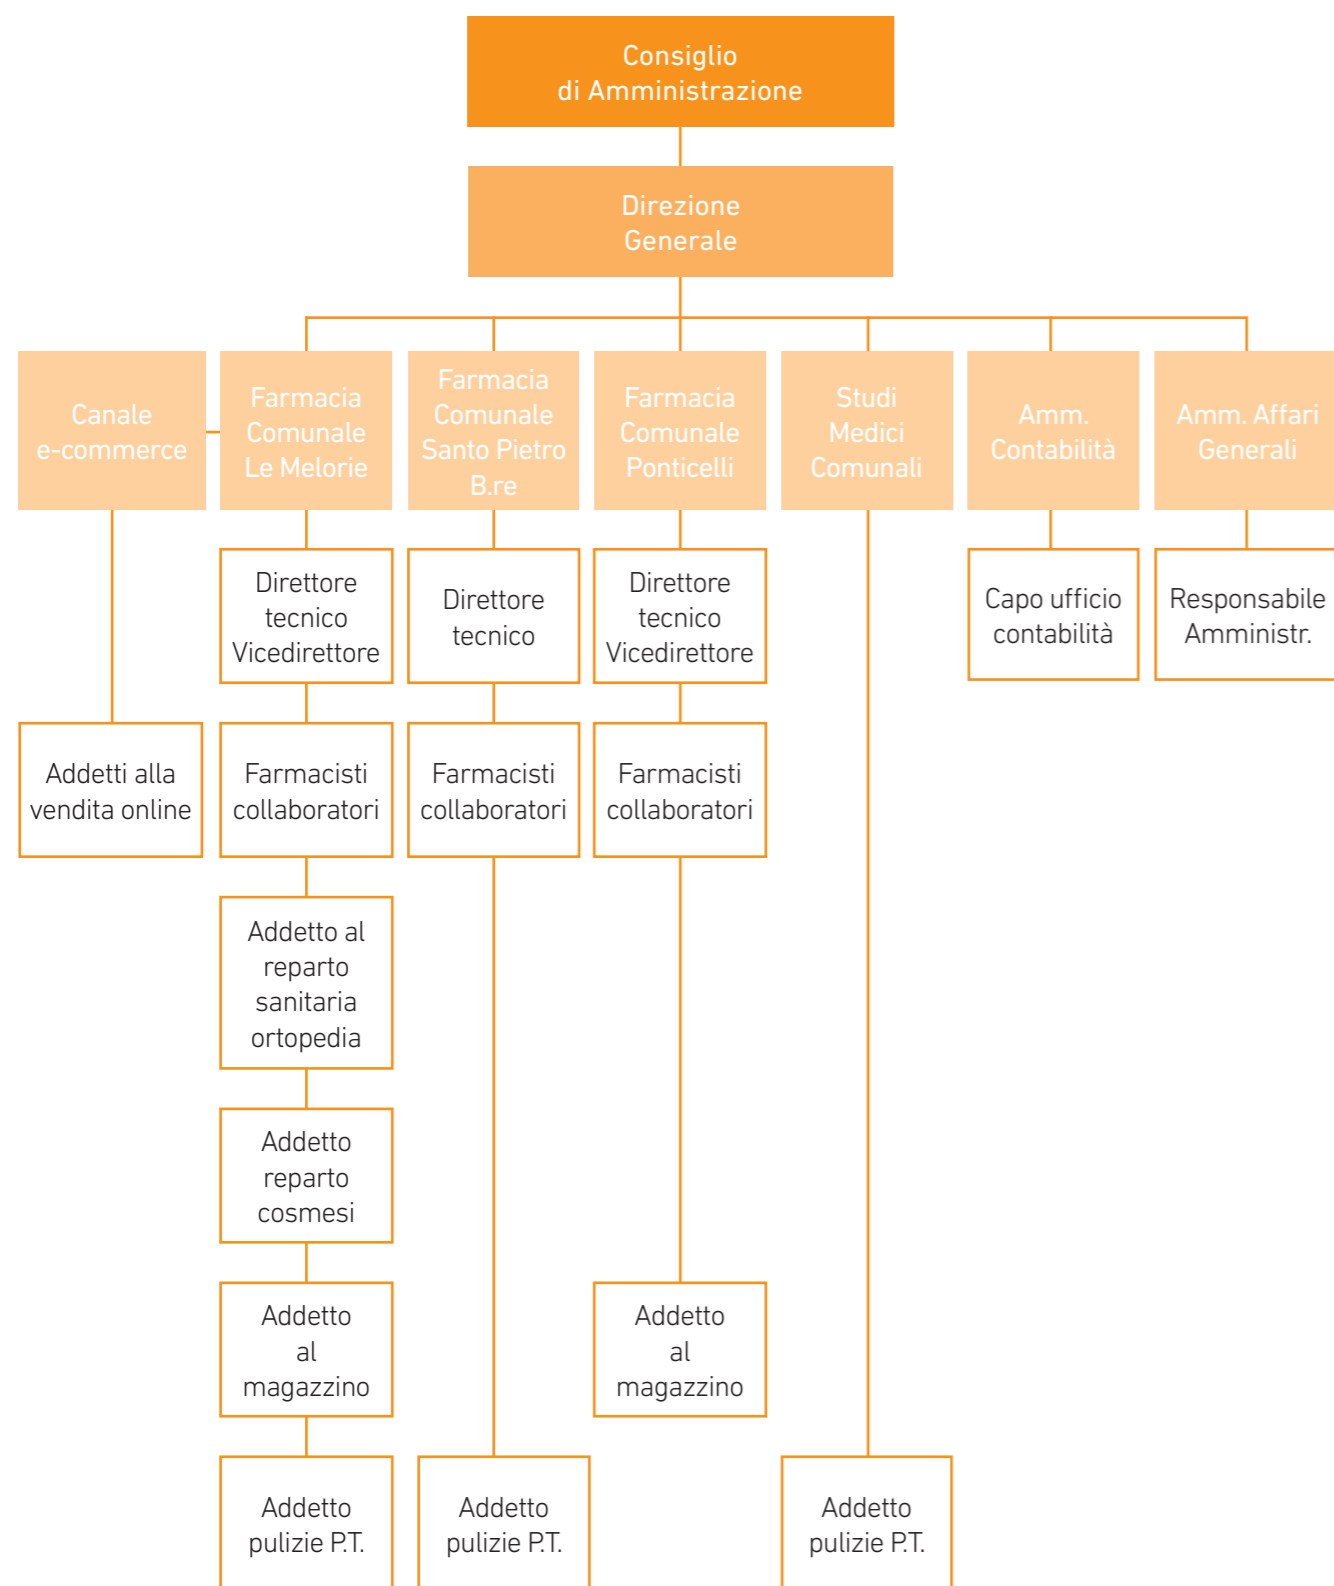 Consiglio
di Amministrazione
Direzione
Generale
Canale
e-commerce
Farmacia
Comunale
Le Melorie
Farmacia
Comunale
Santo Pietro
B.re
Farmacia
Comunale
Ponticelli
Studi
Medici
Comunali
Amm.
Contabilità
Amm. Affari
Generali
Direttore
tecnico
Vicedirettore
Direttore
tecnico
Direttore
tecnico
Vicedirettore
Capo ufficio
contabilità
Responsabile
Amministr.
Addetti alla
vendita online
Farmacisti
collaboratori
Farmacisti
collaboratori
Farmacisti
collaboratori
Addetto al
reparto
sanitaria
ortopedia
Addetto
reparto
cosmesi
Addetto
al
magazzino
Addetto
al
magazzino
Addetto
pulizie P.T.
Addetto
pulizie P.T.
Addetto
pulizie P.T.